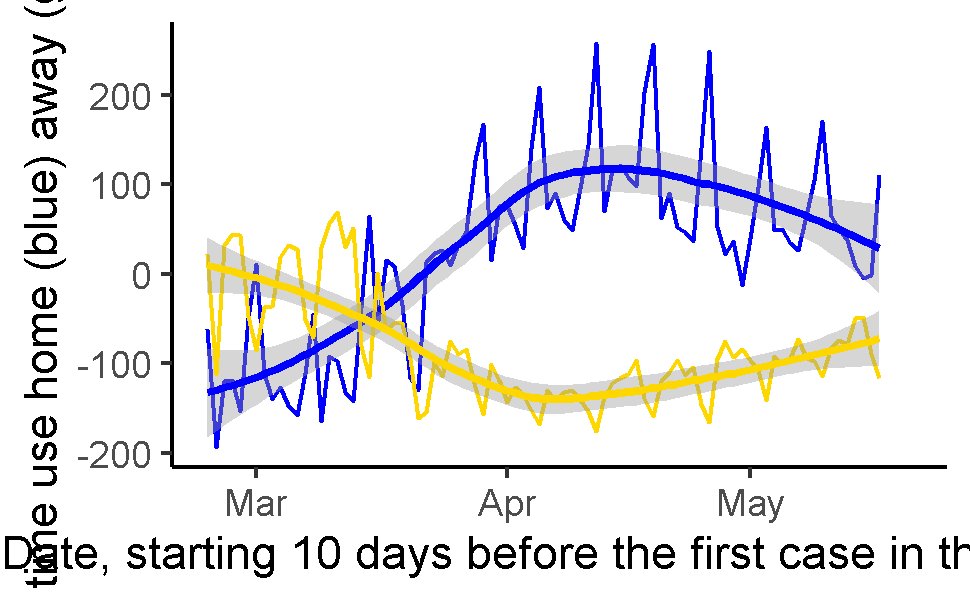 time use home (blue) away (
200
100
0
-100
-200
Mar Apr May
Date, starting 10 days before the first case in th